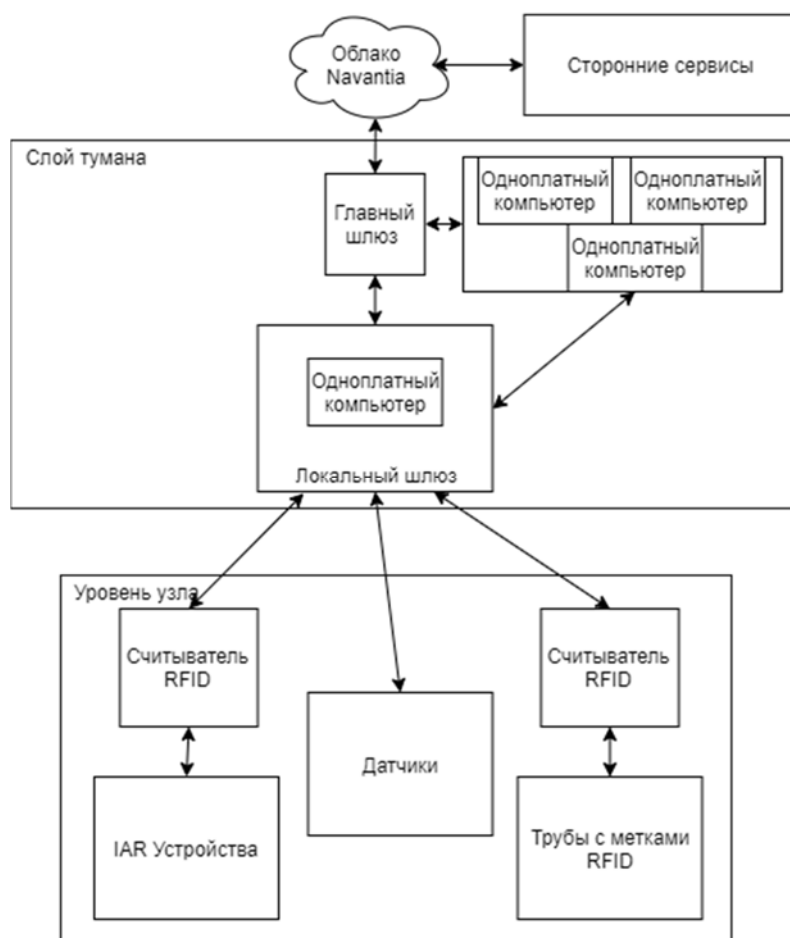 Облако
Navantia
Сторонние сервисы
Слой тумана
Одноплатный
компьютер
Одноплатный
компьютер
Главный
шлюз
Одноплатный
компьютер
Одноплатный
компьютер
Локальный шлюз
Уровень узла
Считыватель
RFID
Считыватель
RFID
Датчики
IAR Устройства
Трубы с метками
RFID